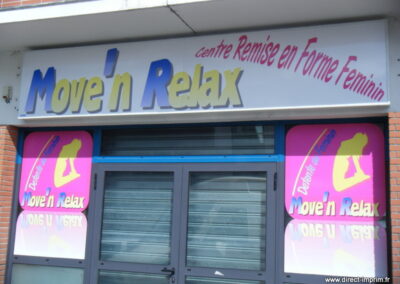 Centre Remise en Forme Feminin
Move'n Relax
Move'n Relax
Move'n Relax
www.direct-imprim.fr